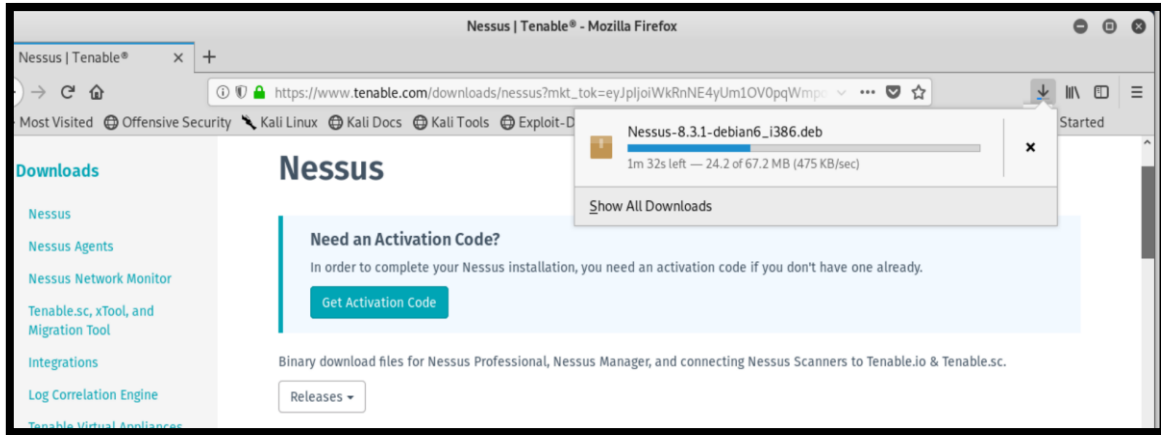 Nessus | Tenable® - Mozilla Firefox
Nessus | Tenable®
https://www.tenable.com/downloads/nessus?mkt_tok=eyJpIjoiWkRnNE4yUm1OV0pqWmp
Most Visited Offensive Security Kali Linux Kali Docs Kali Tools Exploit-D Started
Nessus-8.3.1-debian6_i386.deb
1m 32s left — 24.2 of 67.2 MB (475 KB/sec)
Show All Downloads
Downloads
Nessus
Nessus Agents
Nessus Network Monitor
Tenable.sc, xTool, and
Migration Tool
Integrations
Log Correlation Engine
Tenable Virtual Appliances
Nessus
Need an Activation Code?
In order to complete your Nessus installation, you need an activation code if you don't have one already.
Get Activation Code
Binary download files for Nessus Professional, Nessus Manager, and connecting Nessus Scanners to Tenable.io & Tenable.sc.
Releases